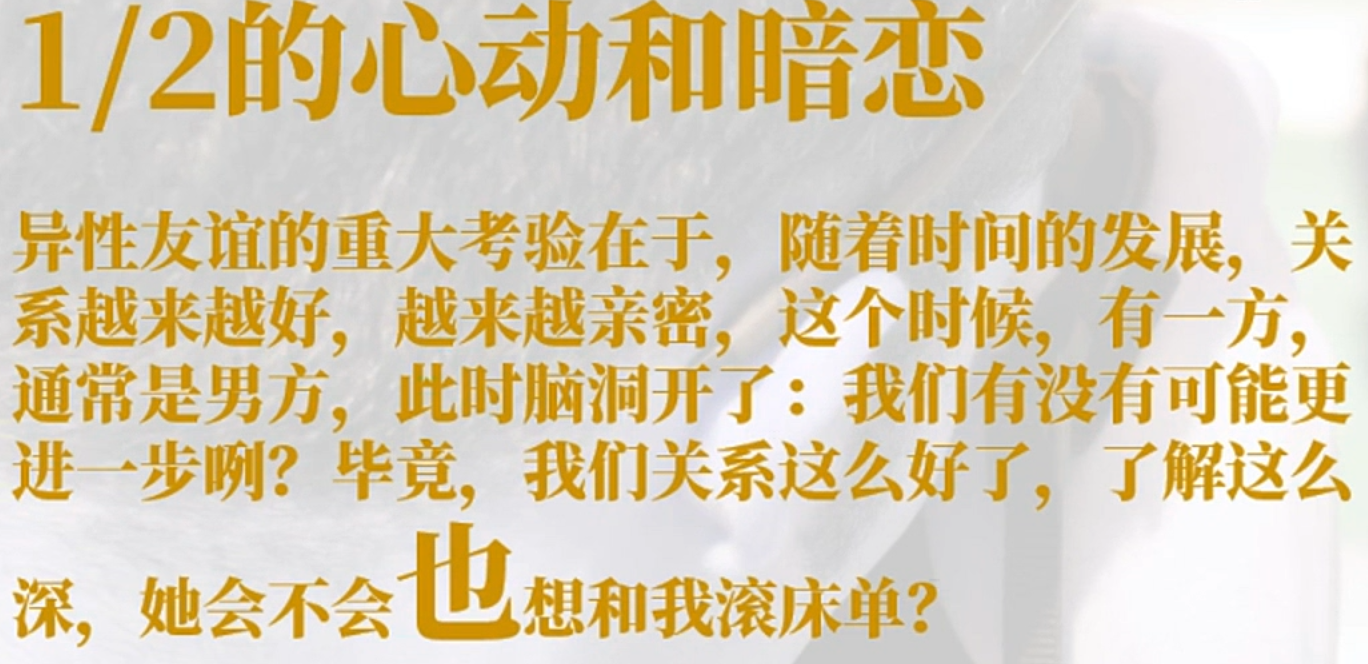 1/2的心动和暗恋
异性友谊的重大考验在于，随着时间的发展，关
系越来越好，越来越亲密，这个时候，有一方，
通常是男方，此时脑洞开了：我们有没有可能更
进一步咧？毕竟，我们关系这么好了，了解这么
深，她会不会也想和我滚床单？